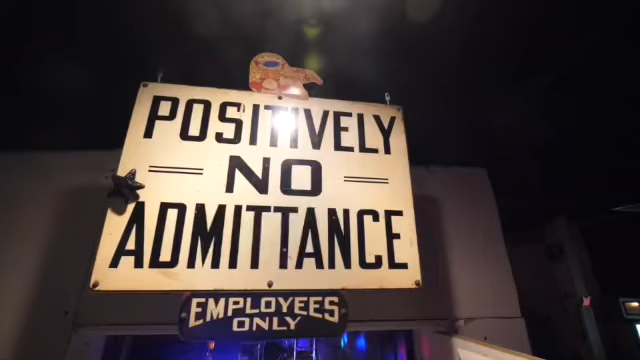 POSITIVELY
NO
ADMITTANCE
EMPLOYEES
ONLY